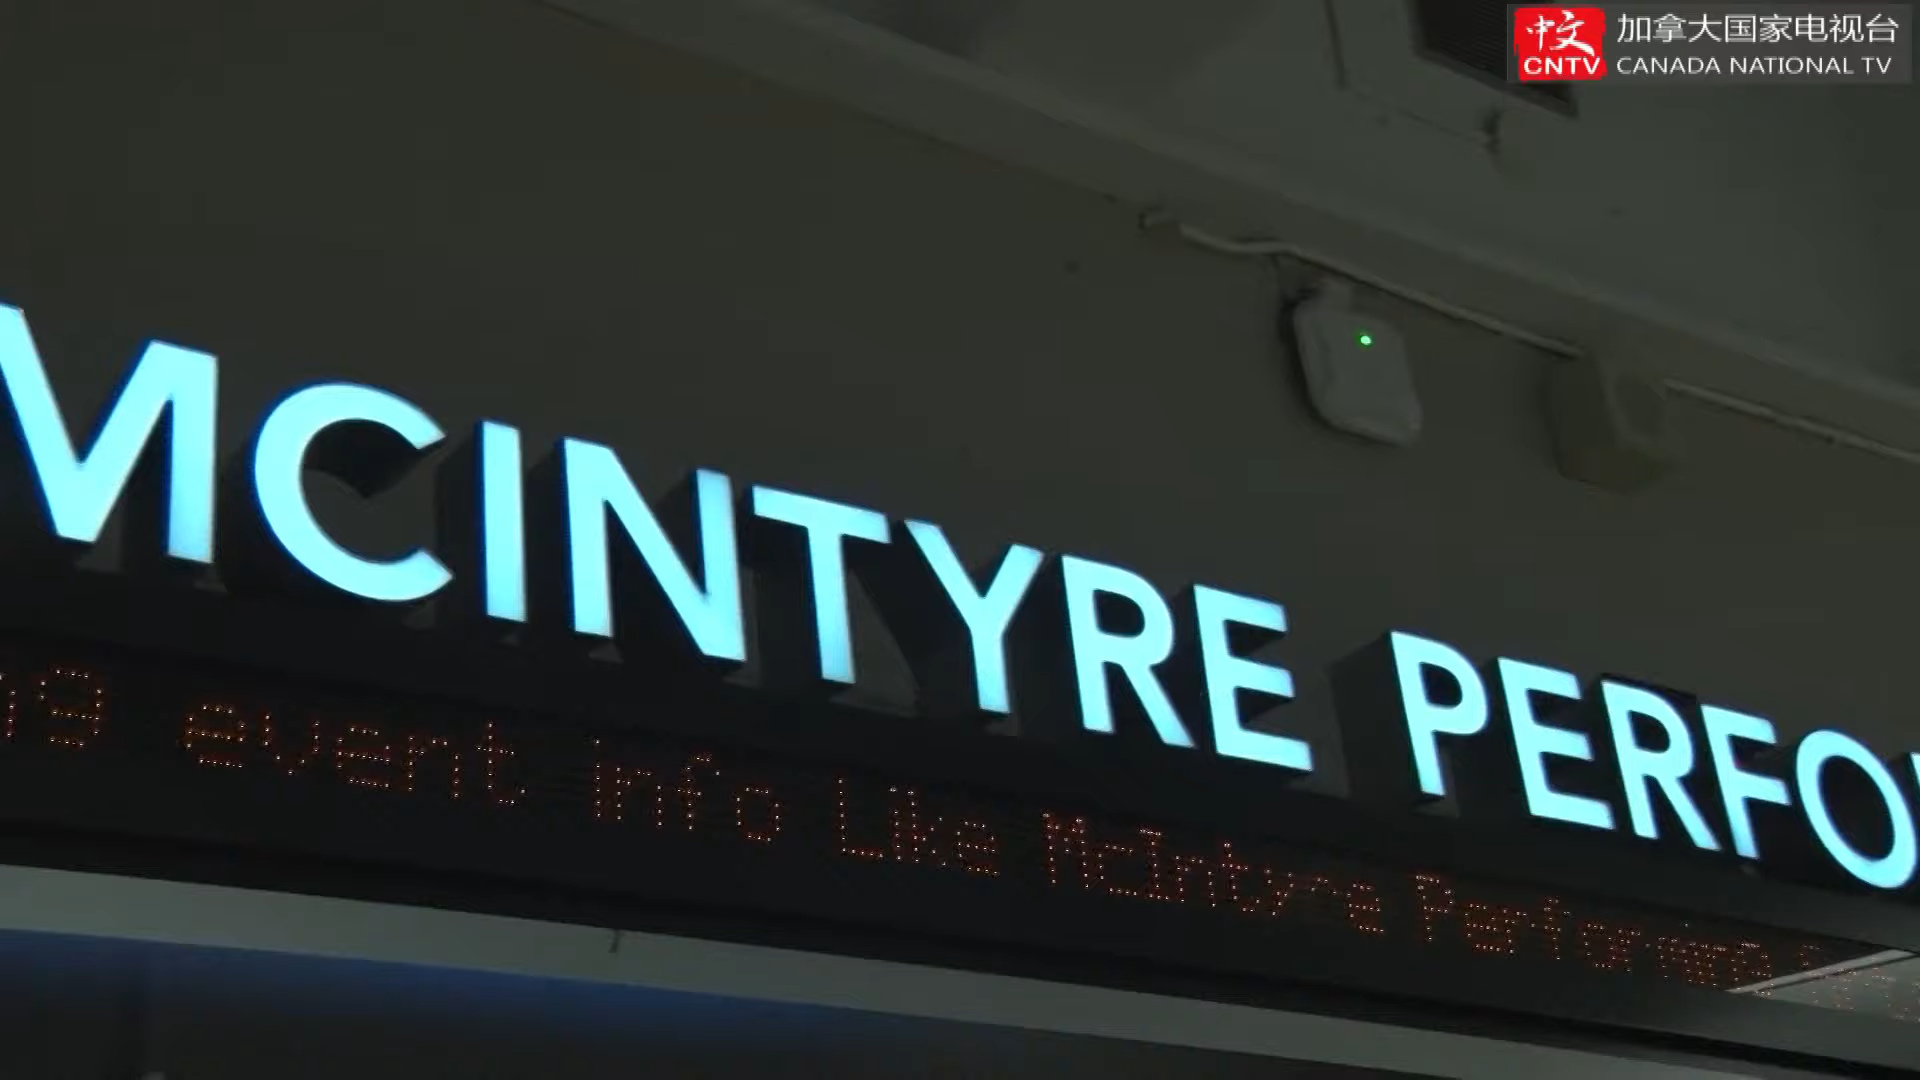 中文 加拿大国家电视台
CNTV CANADA NATIONAL TV
MCINTYRE PERFO
event info Like McIntyre Performing